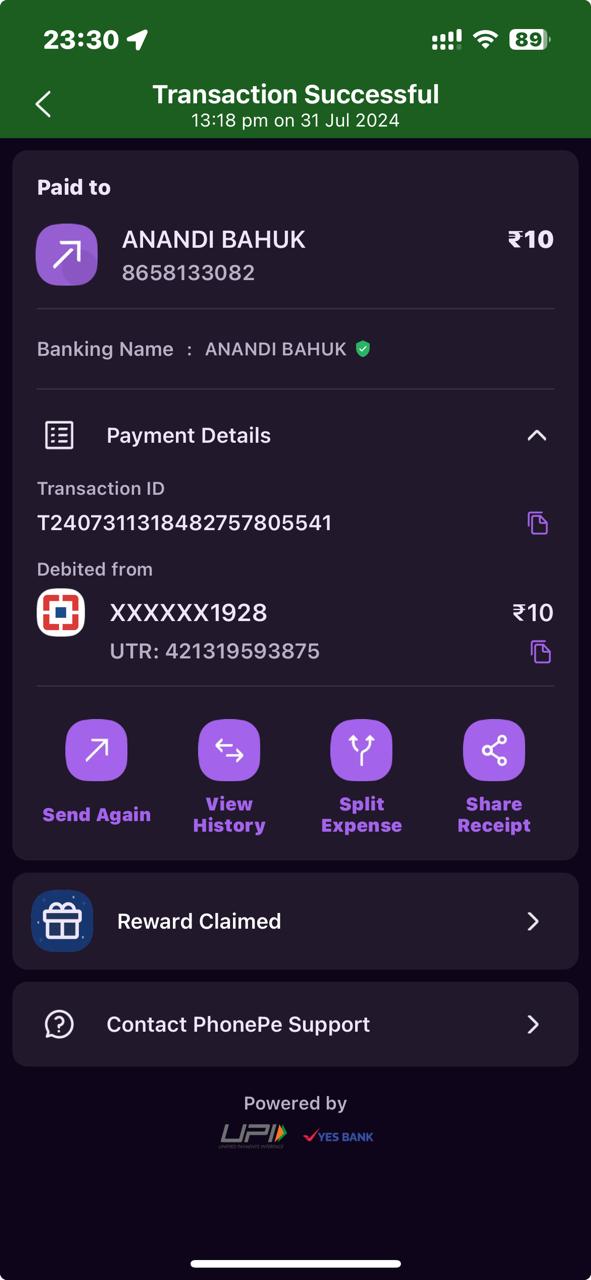 23:30
89
Transaction Successful
13:18 pm on 31 Jul 2024
Paid to
ANANDI BAHUK
₹10
8658133082
Banking Name : ANANDI BAHUK
Payment Details
Transaction ID
T2407311318482757805541
Debited from
XXXXXX1928
₹10
UTR: 421319593875
Send Again
View History
Split Expense
Share Receipt
Reward Claimed
Contact PhonePe Support
Powered by
UPI
UNIFIED PAYMENTS INTERFACE
YES BANK